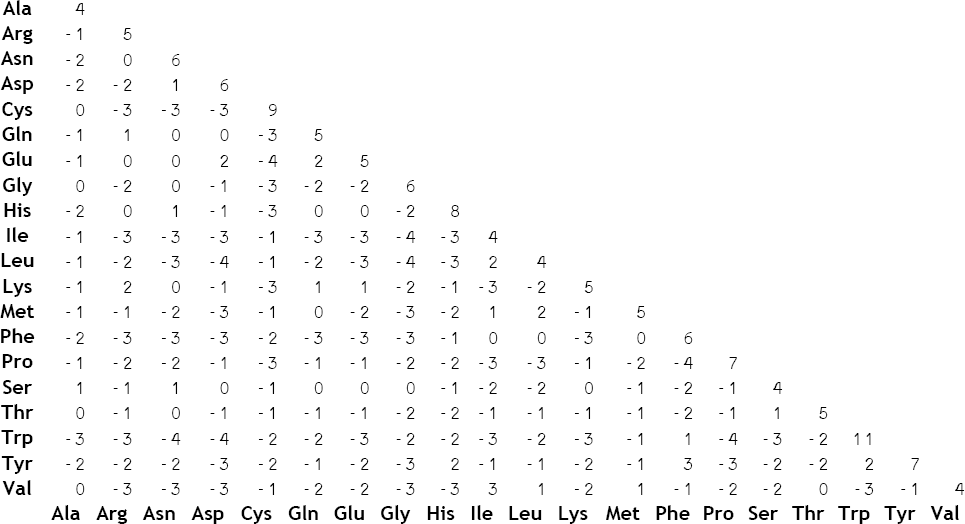 Ala 4
Arg -1 5
Asn -2 0 6
Asp -2 -2 1 6
Cys 0 -3 -3 -3 9
Gln -1 1 0 0 -3 5
Glu -1 0 0 2 -4 2 5
Gly 0 -2 0 -1 -3 -2 -2 6
His -2 0 1 -1 -3 0 0 -2 8
Ile -1 -3 -3 -3 -1 -3 -3 -4 -3 4
Leu -1 -2 -3 -4 -1 -2 -3 -4 -3 2 4
Lys -1 2 0 -1 -3 1 1 -2 -1 -3 -2 5
Met -1 -1 -2 -3 -1 0 -2 -3 -2 1 2 -1 5
Phe -2 -3 -3 -3 -2 -3 -3 -3 -1 0 0 -3 0 6
Pro -1 -2 -2 -1 -3 -1 -1 -2 -2 -3 -3 -1 -2 -4 7
Ser 1 -1 1 0 -1 0 0 0 -1 -2 -2 0 -1 -2 -1 4
Thr 0 -1 0 -1 -1 -1 -1 -2 -2 -1 -1 -1 -1 -2 -1 1 5
Trp -3 -3 -4 -4 -2 -2 -3 -2 -2 -3 -2 -3 -1 1 -4 -3 -2 11
Tyr -2 -2 -2 -3 -2 -1 -2 -3 2 -1 -1 -2 -1 3 -3 -2 -2 2 7
Val 0 -3 -3 -3 -1 -2 -2 -3 -3 3 1 -2 1 -1 -2 -2 0 -3 -1 4
Ala Arg Asn Asp Cys Gln Glu Gly His Ile Leu Lys Met Phe Pro Ser Thr Trp Tyr Val